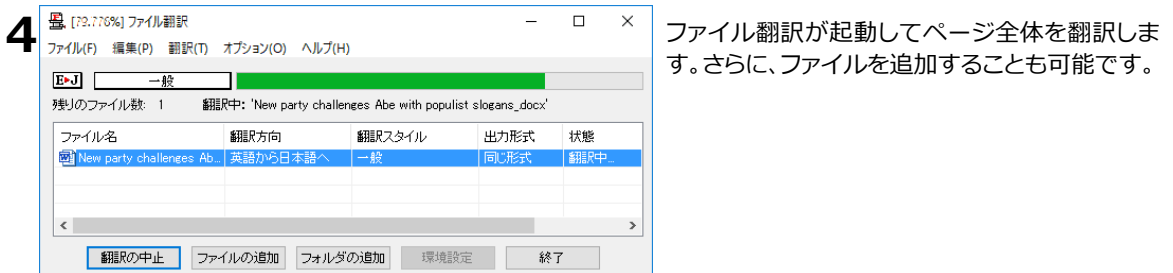 4
[79.776%] ファイル翻訳
ファイル(F) 編集(P) 翻訳(T) オプション(O) ヘルプ(H)
E▸J 一般
残りのファイル数: 1 翻訳中: 'New party challenges Abe with populist slogans_docx'
ファイル名 翻訳方向 翻訳スタイル 出力形式 状態
New party challenges Ab... 英語から日本語へ 一般 同じ形式 翻訳中...
翻訳の中止 ファイルの追加 フォルダの追加 環境設定 終了
ファイル翻訳が起動してページ全体を翻訳しま
す。さらに、ファイルを追加することも可能です。